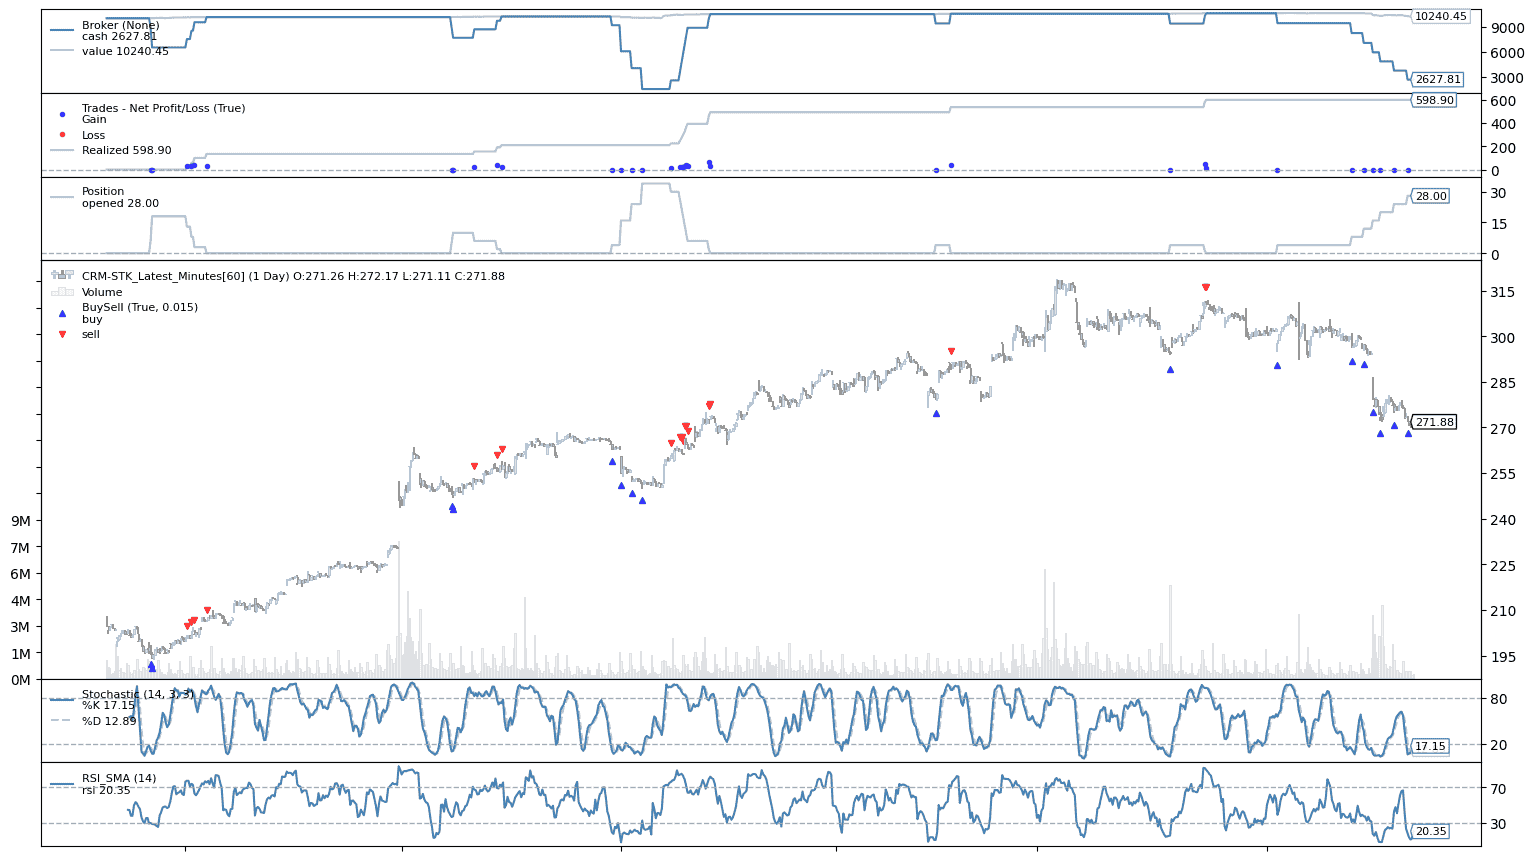 Broker (None)
cash 2627.81
value 10240.45
10240.45
9000
6000
3000
2627.81
Trades - Net Profit/Loss (True)
Gain
Loss
Realized 598.90
598.90
600
400
200
0
Position
opened 28.00
30
28.00
15
0
CRM-STK_Latest_Minutes[60] (1 Day) O:271.26 H:272.17 L:271.11 C:271.88
Volume
BuySell (True, 0.015)
buy
sell
315
300
285
270
271.88
255
240
225
210
195
9M
7M
6M
4M
3M
1M
0M
Stochastic (14, 3, 3)
%K 17.15
%D 12.89
80
20
17.15
RSI_SMA (14)
rsi 20.35
70
30
20.35